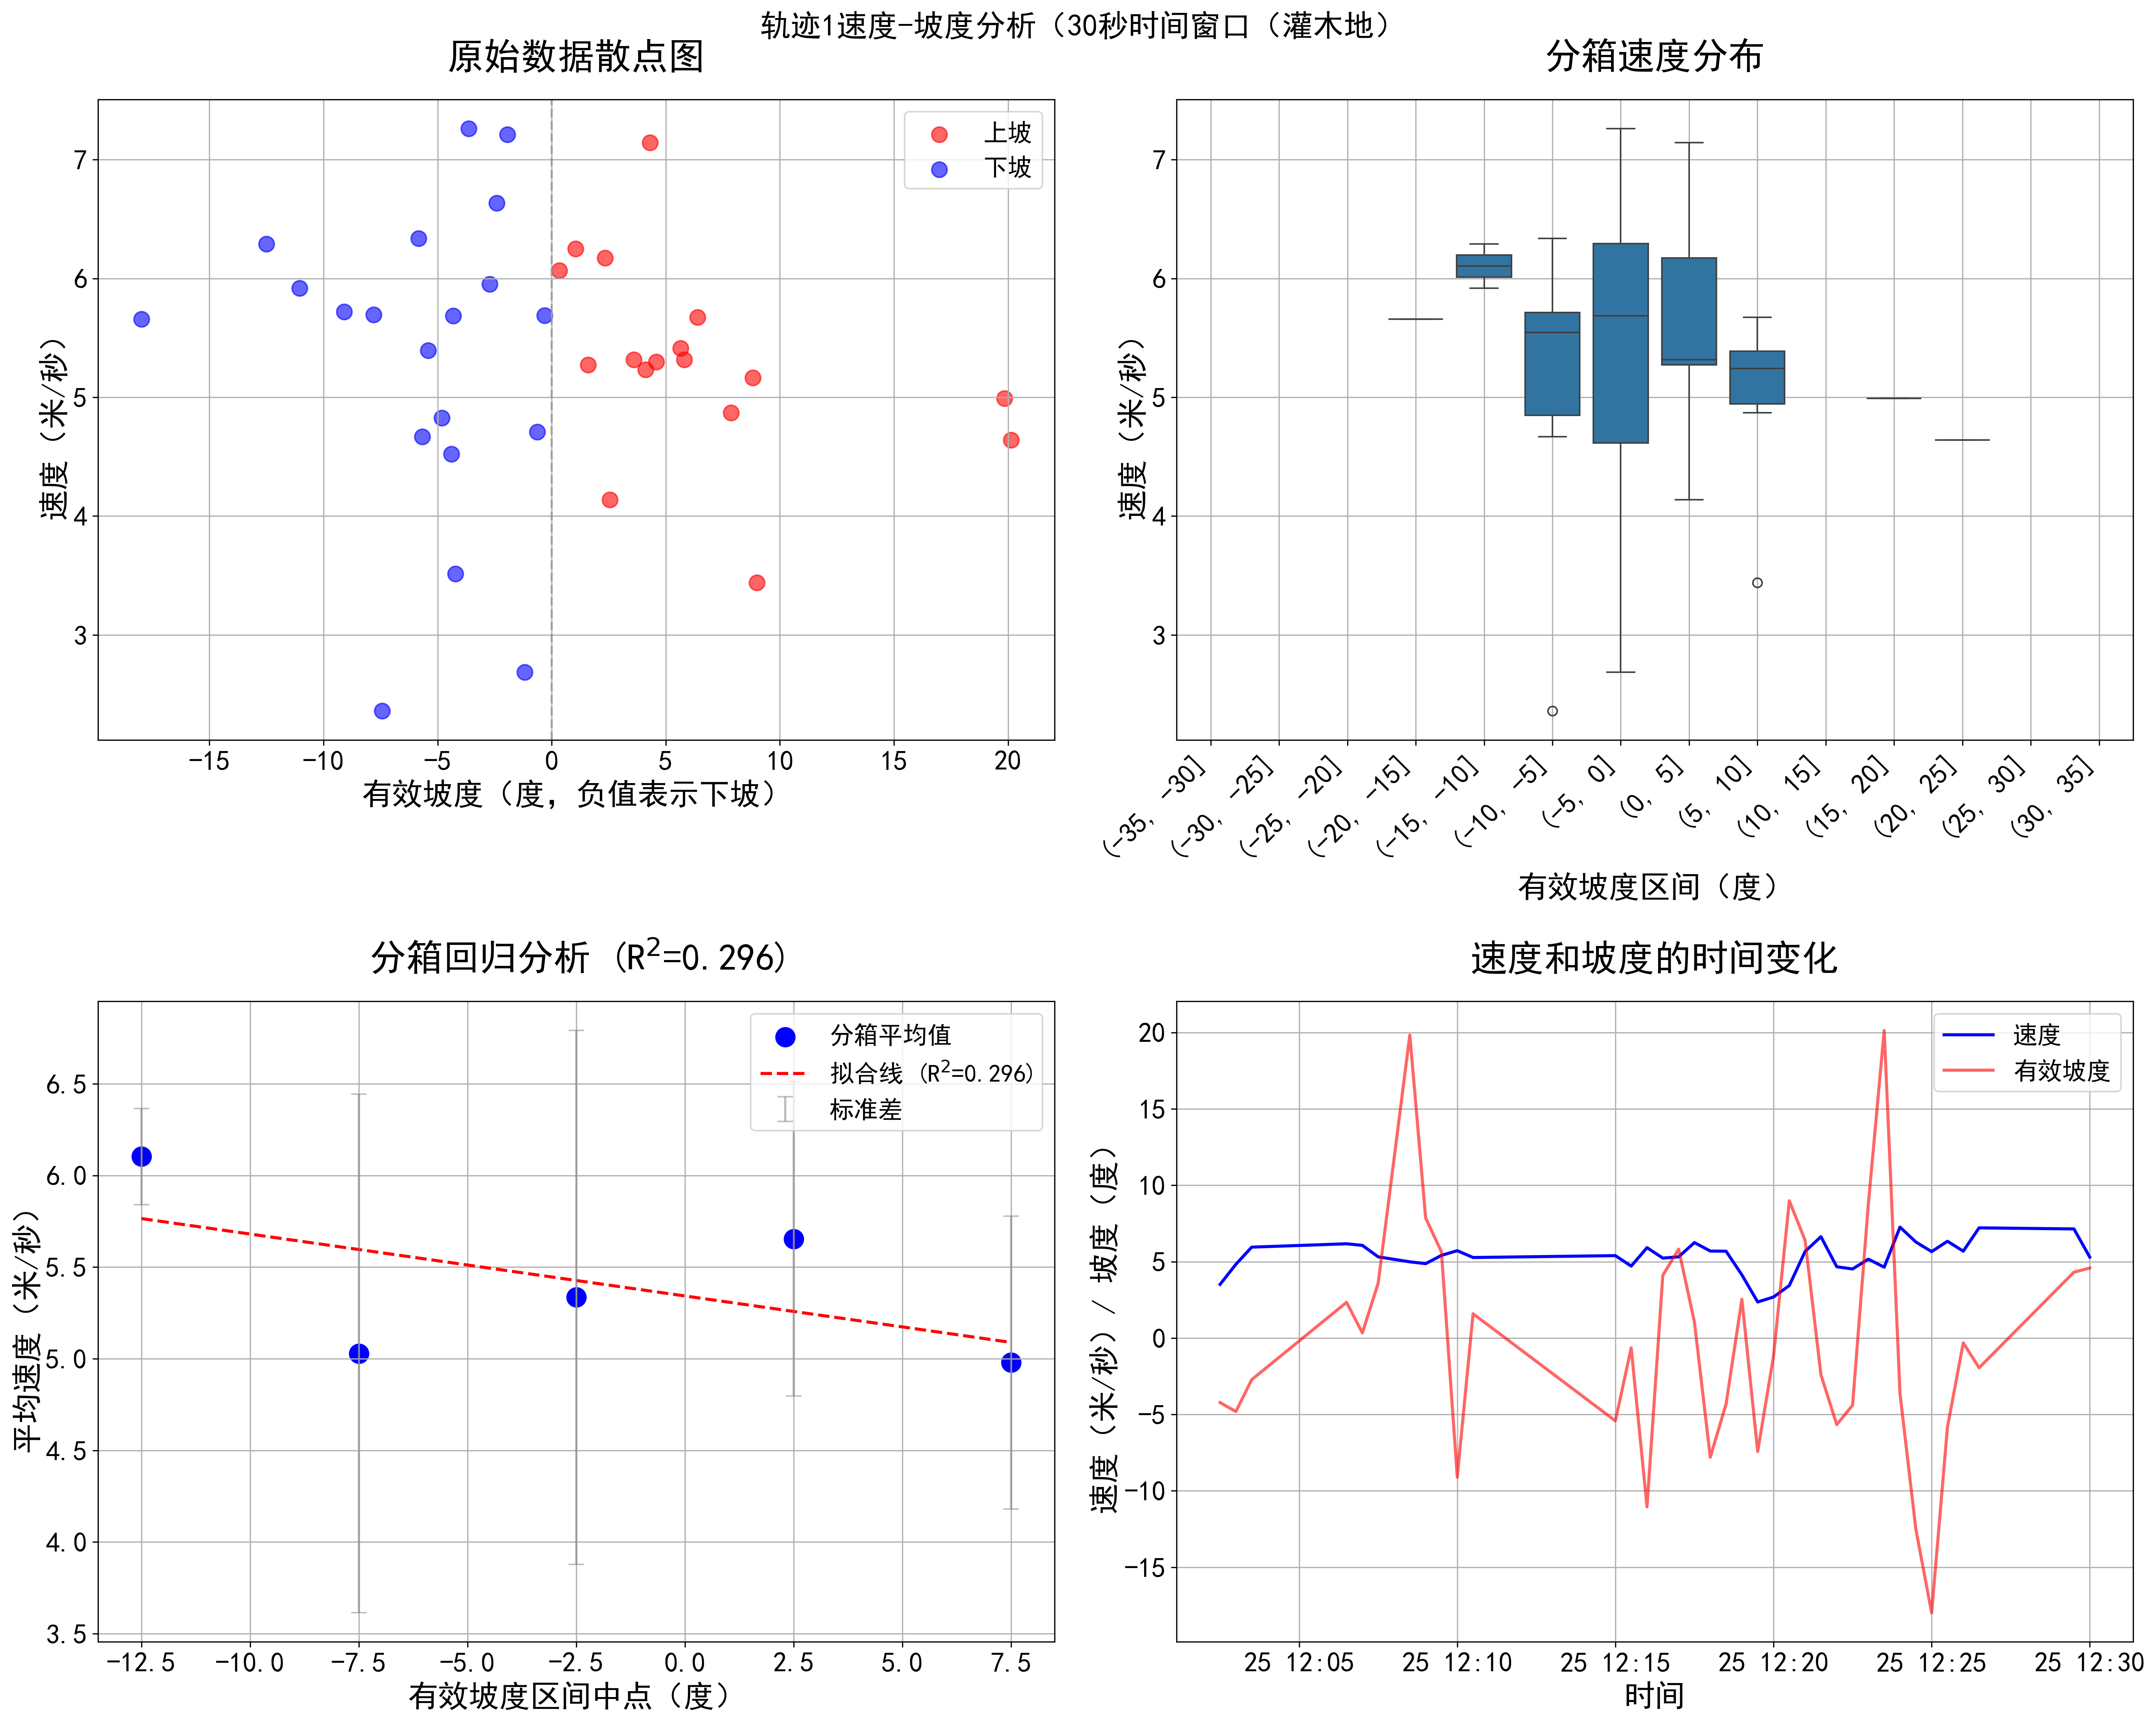 轨迹1速度-坡度分析（30秒时间窗口（灌木地）
原始数据散点图
速度（米/秒）
7
6
5
4
3
上坡
下坡
−15 −10 −5 0 5 10 15 20
有效坡度（度，负值表示下坡）
分箱速度分布
速度（米/秒）
7
6
5
4
3
(−35, −30] (−30, −25] (−25, −20] (−20, −15] (−15, −10] (−10, −5] (−5, 0] (0, 5] (5, 10] (10, 15] (15, 20] (20, 25] (25, 30] (30, 35]
有效坡度区间（度）
分箱回归分析 (R²=0.296)
平均速度（米/秒）
6.5
6.0
5.5
5.0
4.5
4.0
3.5
分箱平均值
拟合线 (R²=0.296)
标准差
−12.5 −10.0 −7.5 −5.0 −2.5 0.0 2.5 5.0 7.5
有效坡度区间中点（度）
速度和坡度的时间变化
速度（米/秒）/ 坡度（度）
20
15
10
5
0
−5
−10
−15
速度
有效坡度
25 12:05 25 12:10 25 12:15 25 12:20 25 12:25 25 12:30
时间